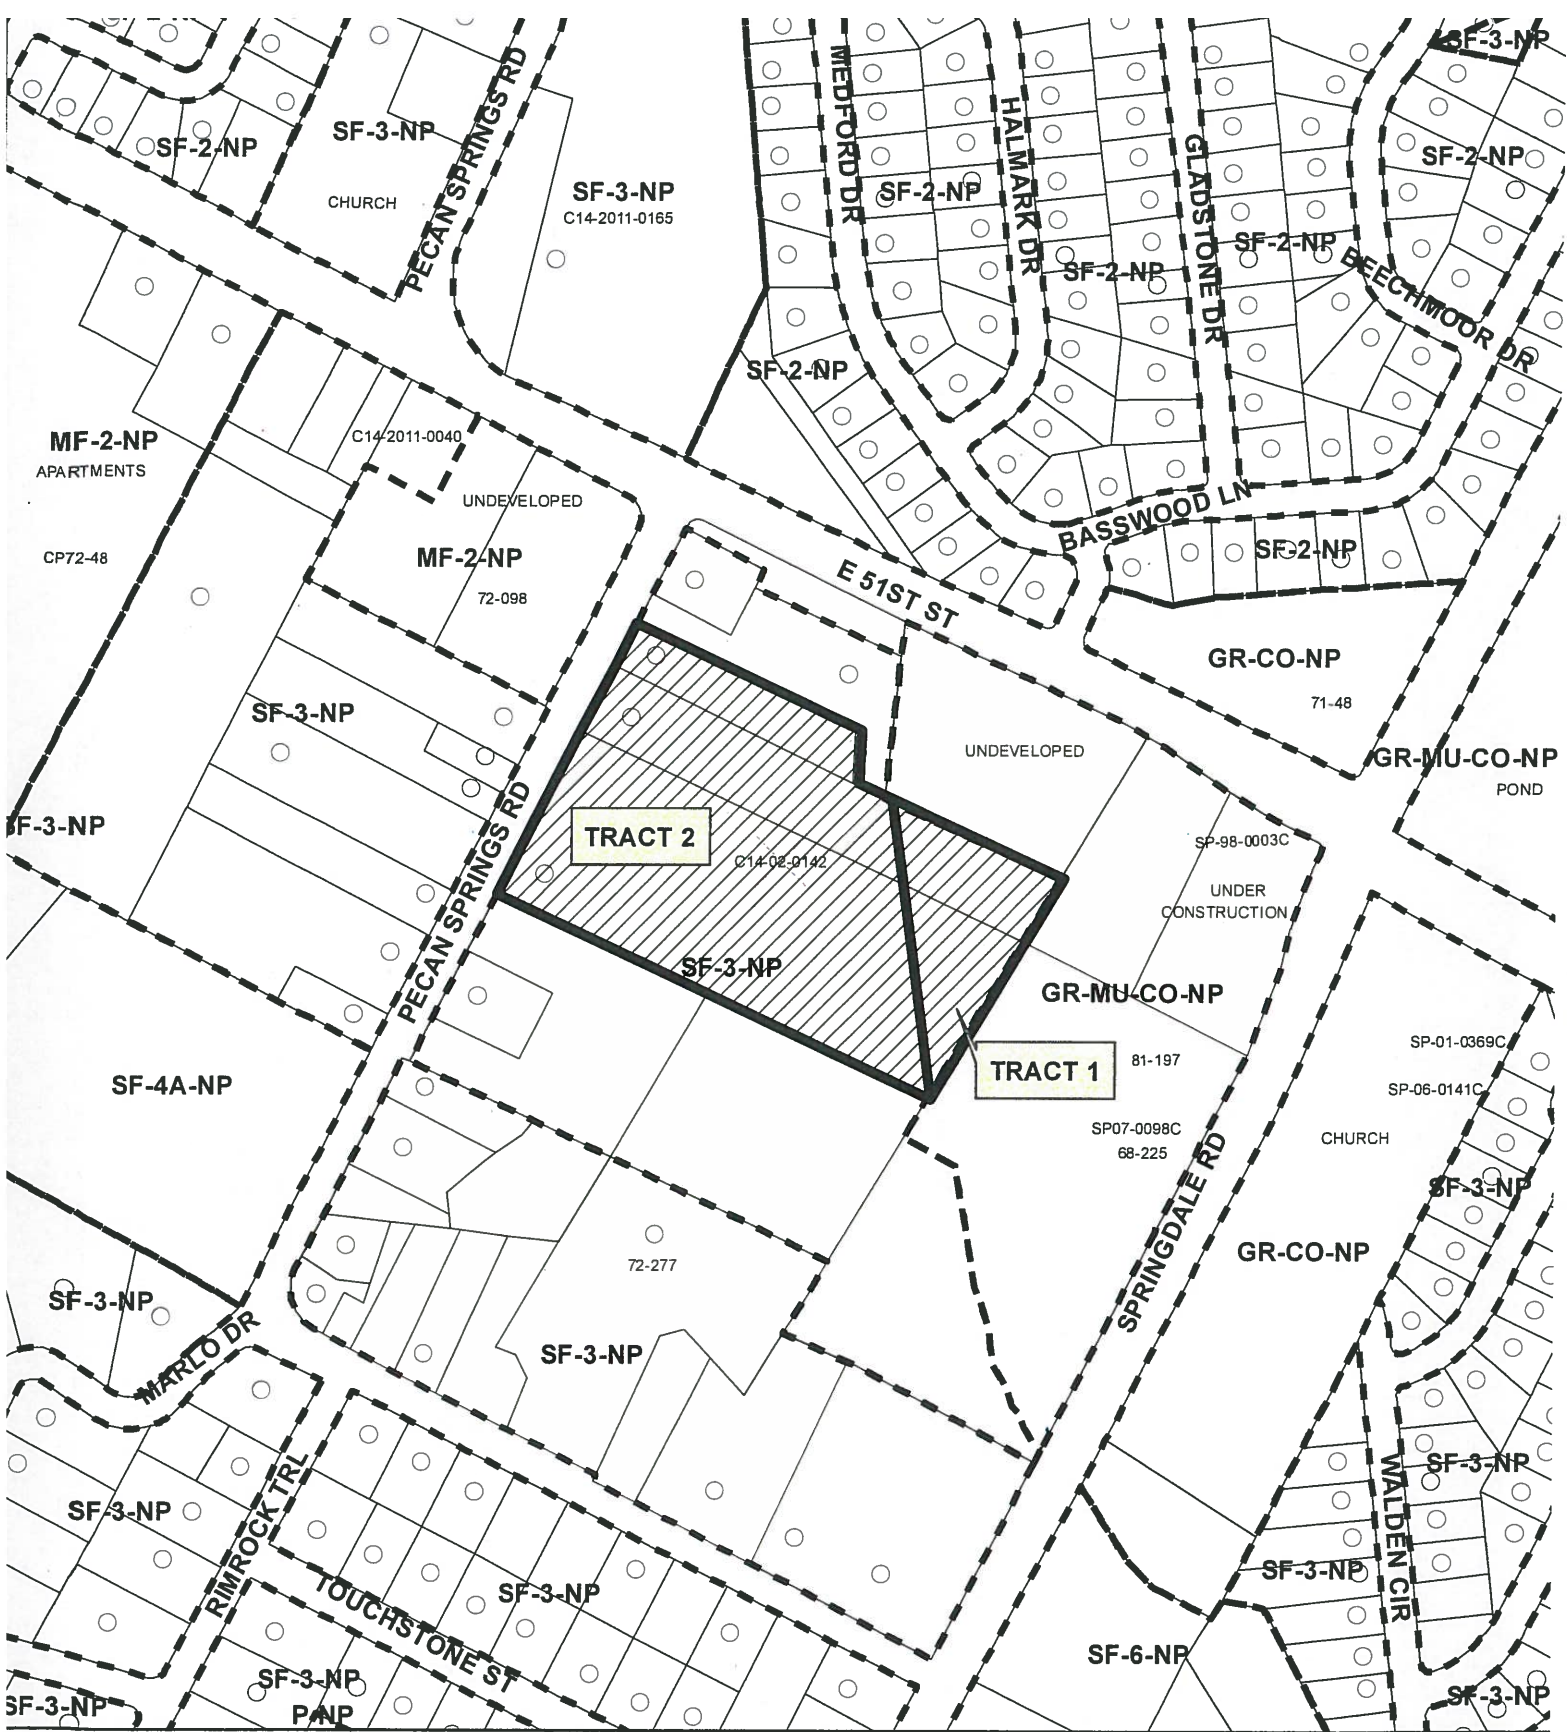 SF-3-NP
SF-2-NP
SF-3-NP
CHURCH
PECAN SPRINGS RD
SF-3-NP
C14-2011-0165
MEDFORD DR
SF-2-NP
HALMARK DR
SF-2-NP
GLADSTONE DR
SF-2-NP
SF-2-NP
BEECHMOOR DR
SF-2-NP
MF-2-NP
APARTMENTS
C14-2011-0040
UNDEVELOPED
MF-2-NP
72-098
CP72-48
BASSWOOD LN
SF-2-NP
E 51ST ST
GR-CO-NP
71-48
SF-3-NP
UNDEVELOPED
GR-MU-CO-NP
POND
SF-3-NP
TRACT 2
C14-02-0142
SP-98-0003C
UNDER
CONSTRUCTION
PECAN SPRINGS RD
SF-3-NP
GR-MU-CO-NP
TRACT 1
81-197
SP-01-0369C
SP-06-0141C
SF-4A-NP
SP07-0098C
68-225
CHURCH
SPRINGDALE RD
SF-3-NP
GR-CO-NP
72-277
SF-3-NP
MARLO DR
SF-3-NP
SF-3-NP
RIMROCK TRL
SF-3-NP
WALDEN CIR
SF-3-NP
SF-3-NP
TOUCHSTONE ST
SF-6-NP
SF-3-NP
P-NP
SF-3-NP
SF-3-NP